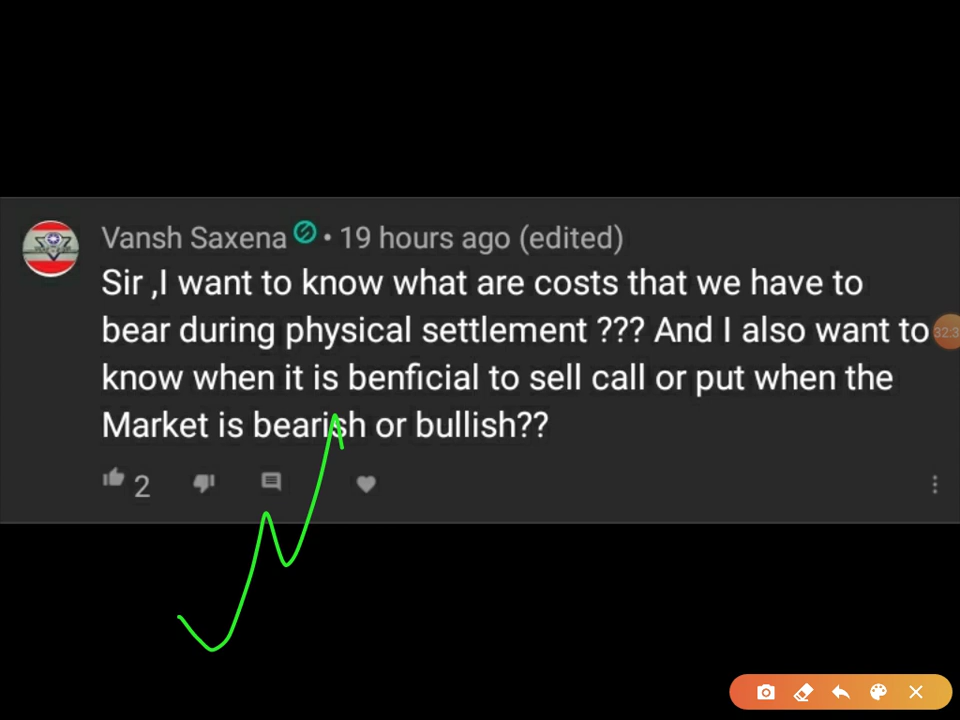 Vansh Saxena • 19 hours ago (edited)
Sir ,I want to know what are costs that we have to
bear during physical settlement ??? And I also want to
know when it is benficial to sell call or put when the
Market is bearish or bullish??
2